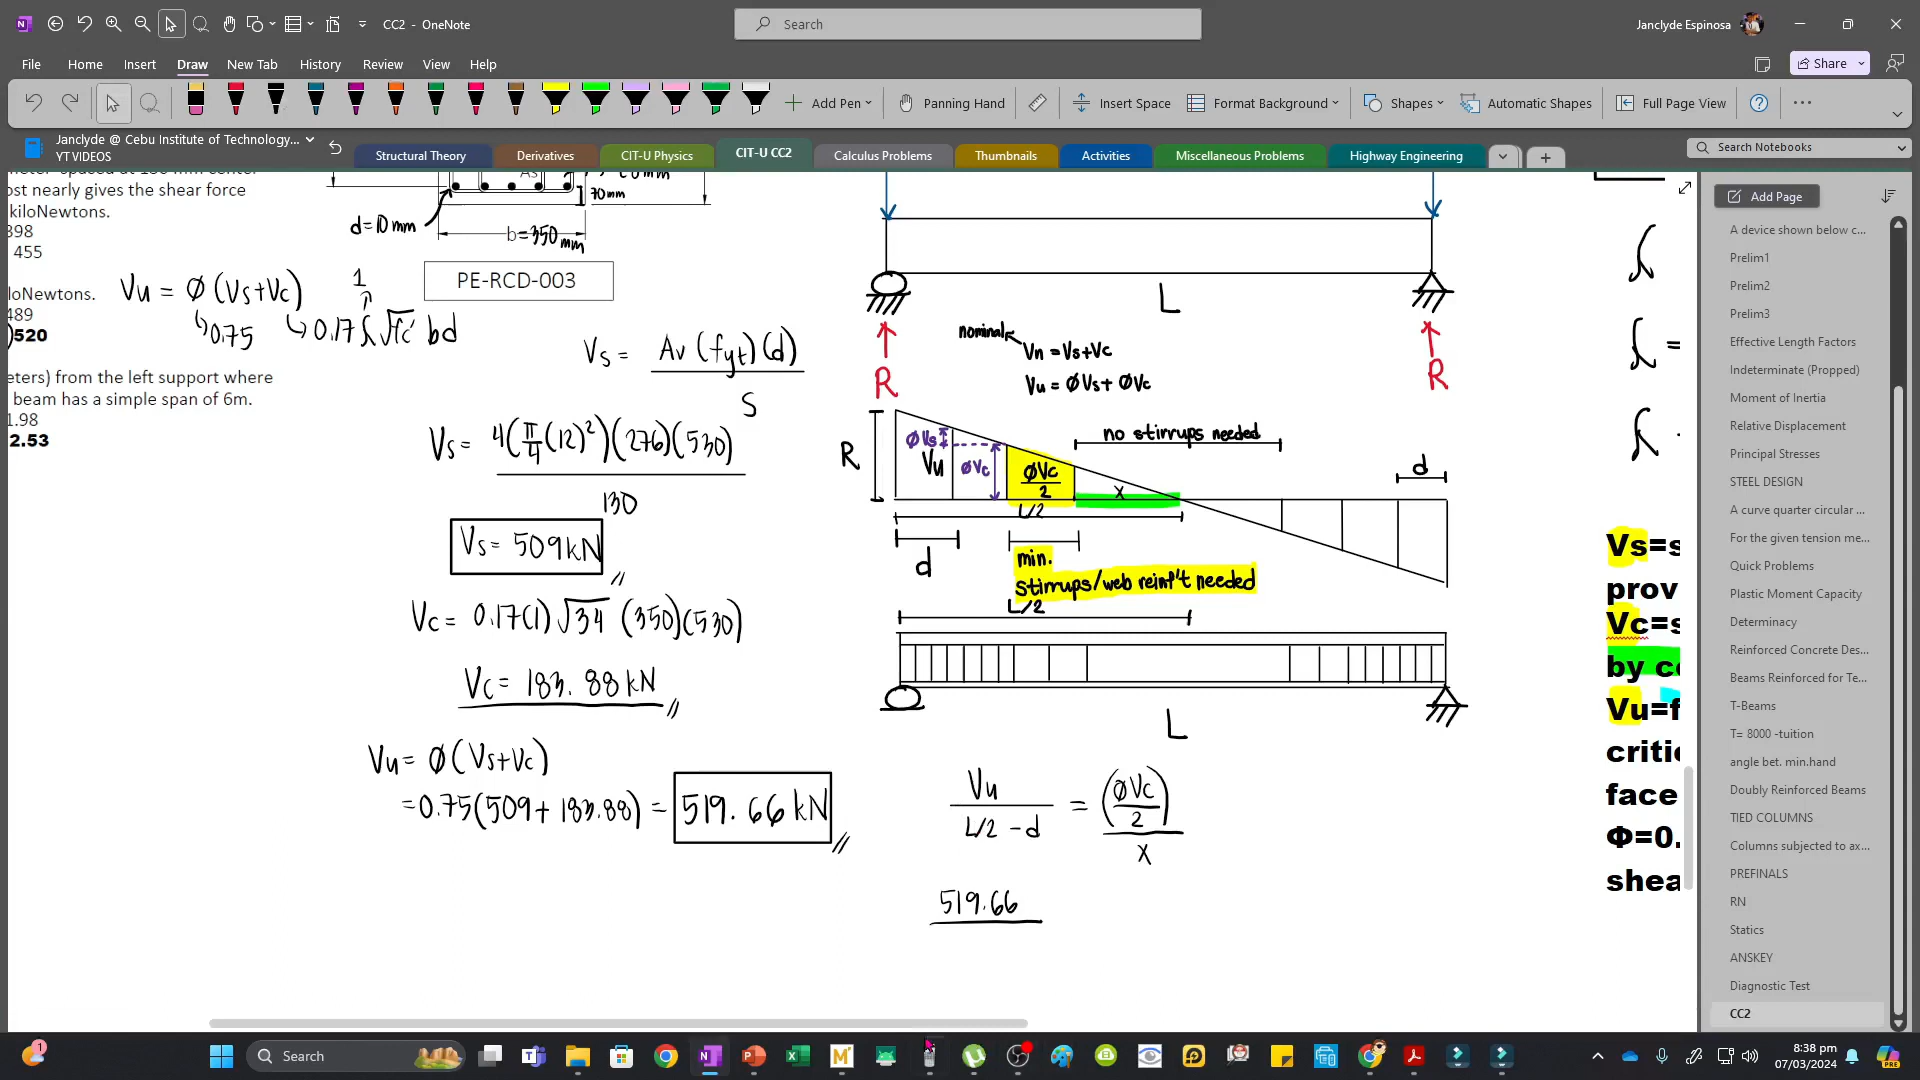 CC2 - OneNote
Search
Janclyde Espinosa
File Home Insert Draw New Tab History Review View Help
Share
Add Pen
Panning Hand
Insert Space
Format Background
Shapes
Automatic Shapes
Full Page View
Janclyde @ Cebu Institute of Technology...
YT VIDEOS
Structural Theory
Derivatives
CIT-U Physics
CIT-U CC2
Calculus Problems
Thumbnails
Activities
Miscellaneous Problems
Highway Engineering
Search Notebooks
Add Page
A device shown below c...
Prelim1
Prelim2
Prelim3
Effective Length Factors
Indeterminate (Propped)
Moment of Inertia
Relative Displacement
Principal Stresses
STEEL DESIGN
A curve quarter circular ...
For the given tension me...
Quick Problems
Plastic Moment Capacity
Determinacy
Reinforced Concrete Des...
Beams Reinforced for Te...
T-Beams
T= 8000 -tuition
angle bet. min.hand
Doubly Reinforced Beams
TIED COLUMNS
Columns subjected to ax...
PREFINALS
RN
Statics
ANSKEY
Diagnostic Test
CC2
ost nearly gives the shear force
kiloNewtons.
398
455
loNewtons.
489
)520
eters) from the left support where
beam has a simple span of 6m.
1.98
2.53
As
70mm
d=10mm
b=350mm
PE-RCD-003
Vu = Ø (Vs+Vc)
1
↳0.75 ↳0.17 λ √fc' bd
Vs = Av (fyt)(d)
S
Vs= 4(π/4(12)²)(276)(530)
130
Vs= 509kN
Vc= 0.17(1)√34 (350)(530)
Vc= 183.88kN
Vu= Ø(Vs+Vc)
=0.75(509+183.88)= 519.66 kN
L
R
R
nominal
Vn =Vs+Vc
Vu = ØVs+ ØVc
no stirrups needed
d
R
ØVs
Vu
ØVc
ØVc
2
x
L/2
d
min.
stirrups/web reinf't needed
L/2
L
Vu
L/2 -d
=
(ØVc
2)
x
519.66
λ
λ =
λ
Vs=s
prov
Vc=s
by co
Vu=f
critic
face
Φ=0.
shea
Search
8:38 pm
07/03/2024